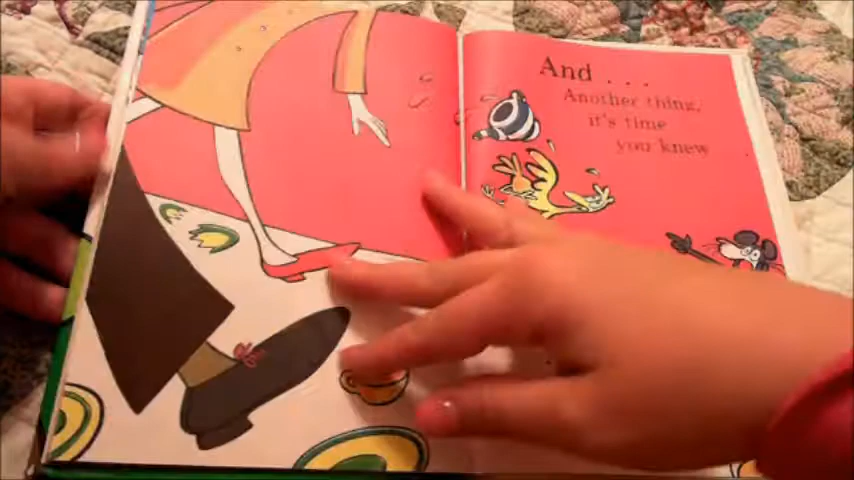 And . . .
Another thing,
it's time
you knew